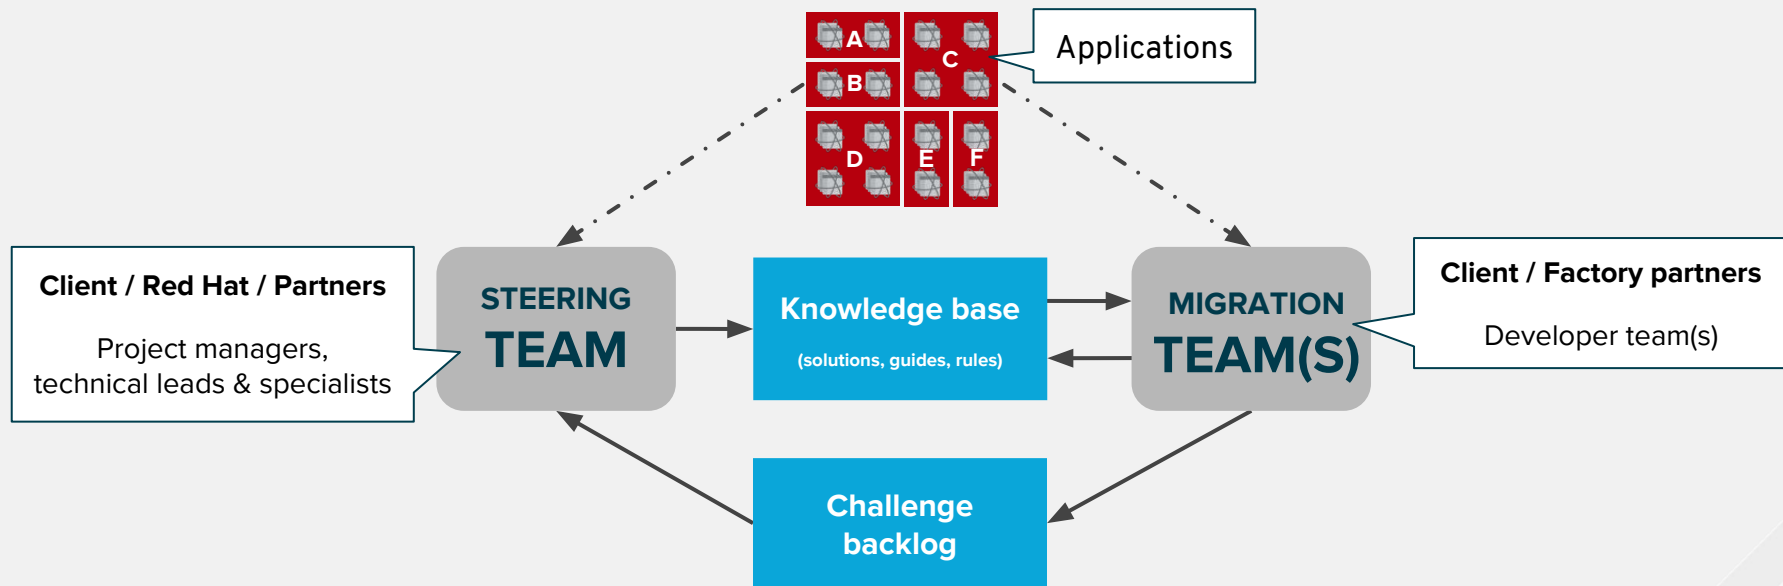 A
B
C
D
E
F
Applications
Client / Red Hat / Partners
Project managers,
technical leads & specialists
STEERING
TEAM
Knowledge base
(solutions, guides, rules)
MIGRATION
TEAM(S)
Client / Factory partners
Developer team(s)
Challenge
backlog